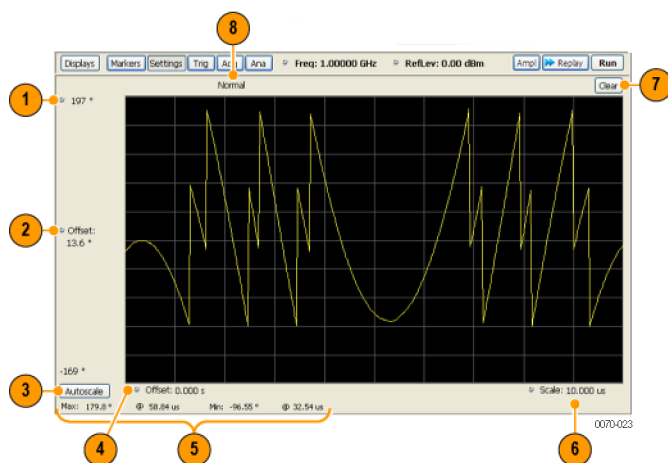 8
Displays Markers Settings Trig Acq Ana Freq: 1.00000 GHz RefLev: 0.00 dBm Ampl Replay Run
Normal
Clear
7
1
197 °
2
Offset:
13.6 °
-169 °
3
Autoscale
Offset: 0.000 s
Scale: 10.000 us
Max: 179.8 ° @ 58.84 us Min: -96.55 ° @ 32.54 us
0070-023
4
5
6